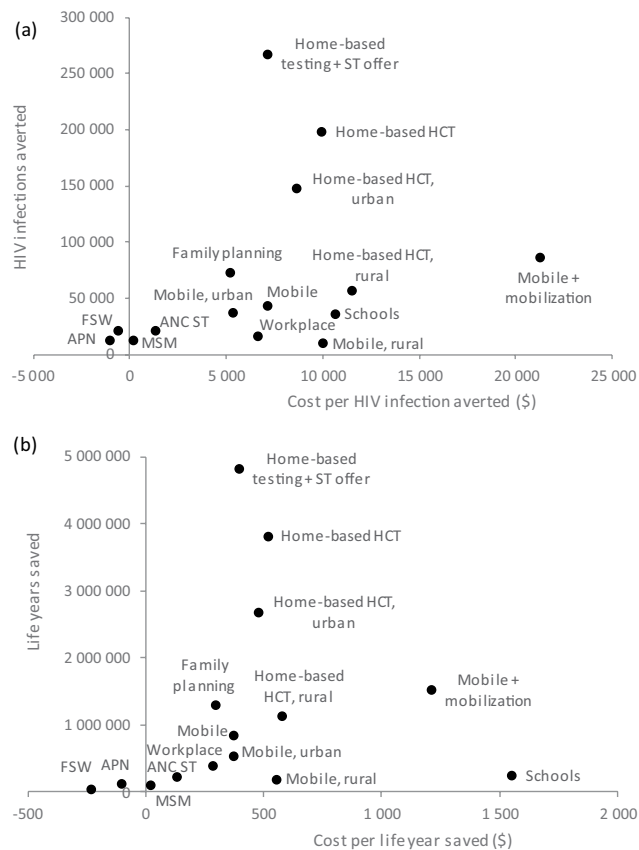 (a)
300 000
250 000
200 000
150 000
100 000
50 000
0
HIV infections averted
Home-based
testing + ST offer
Home-based HCT
Home-based HCT,
urban
Family planning
Home-based HCT,
rural
Mobile +
mobilization
Mobile, urban
Mobile
FSW
ANC ST
Schools
Workplace
APN
MSM
Mobile, rural
-5 000
0
5 000
10 000
15 000
20 000
25 000
Cost per HIV infection averted ($)
(b)
5 000 000
4 000 000
3 000 000
2 000 000
1 000 000
0
Life years saved
Home-based
testing + ST offer
Home-based HCT
Home-based HCT,
urban
Family
planning
Home-based
HCT, rural
Mobile +
mobilization
Mobile
Workplace
Mobile, urban
FSW
APN
ANC ST
MSM
Mobile, rural
Schools
-500
0
500
1 000
1 500
2 000
Cost per life year saved ($)